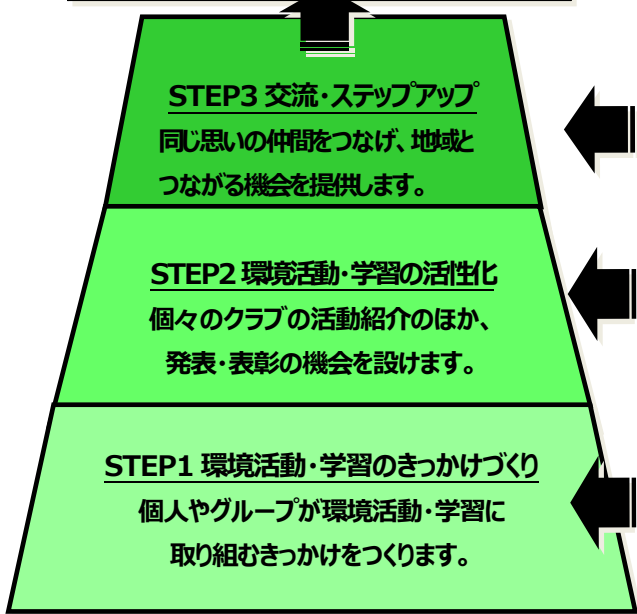 STEP3 交流・ステップアップ
同じ思いの仲間をつなげ、地域と
つながる機会を提供します。
STEP2 環境活動・学習の活性化
個々のクラブの活動紹介のほか、
発表・表彰の機会を設けます。
STEP1 環境活動・学習のきっかけづくり
個人やグループが環境活動・学習に
取り組むきっかけをつくります。